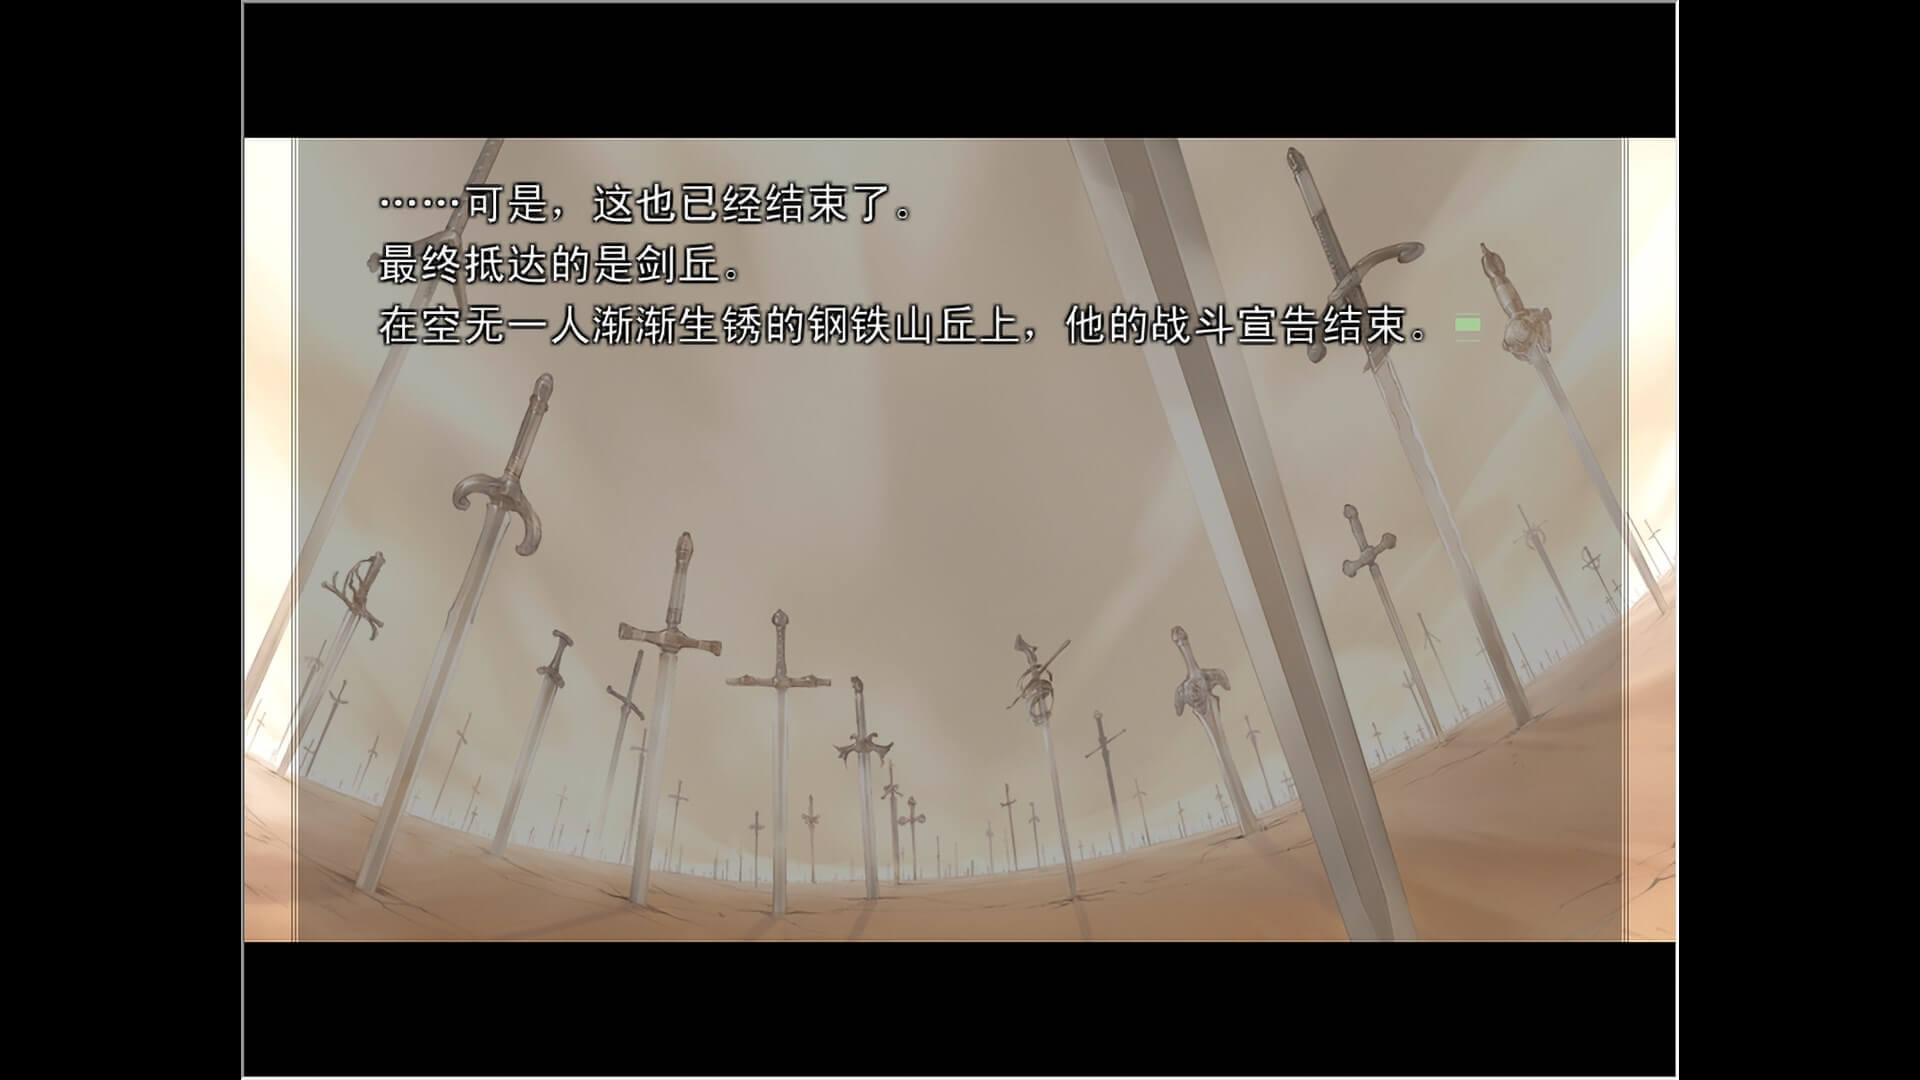 ……可是，这也已经结束了。
最终抵达的是剑丘。
在空无一人渐渐生锈的钢铁山丘上，他的战斗宣告结束。